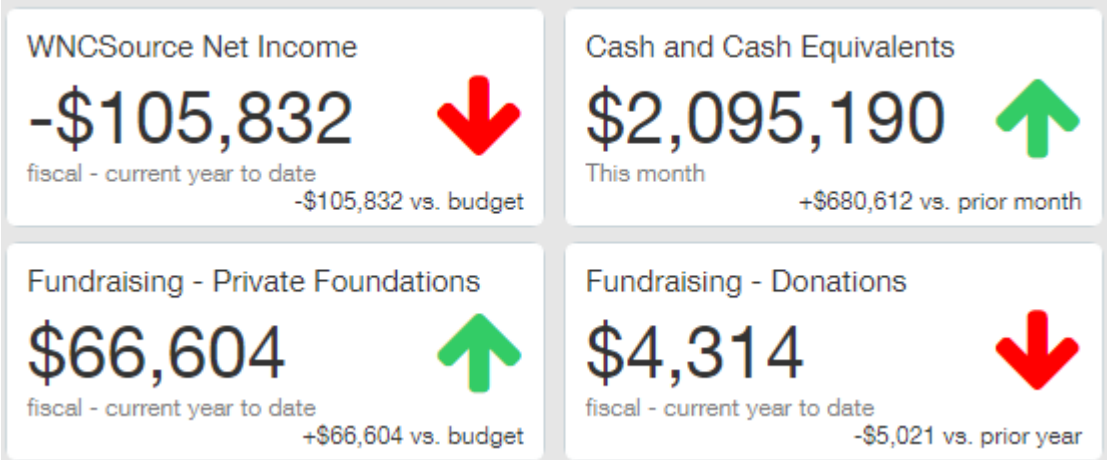 WNCSource Net Income
-$105,832
fiscal - current year to date
-$105,832 vs. budget
Cash and Cash Equivalents
$2,095,190
This month
+$680,612 vs. prior month
Fundraising - Private Foundations
$66,604
fiscal - current year to date
+$66,604 vs. budget
Fundraising - Donations
$4,314
fiscal - current year to date
-$5,021 vs. prior year